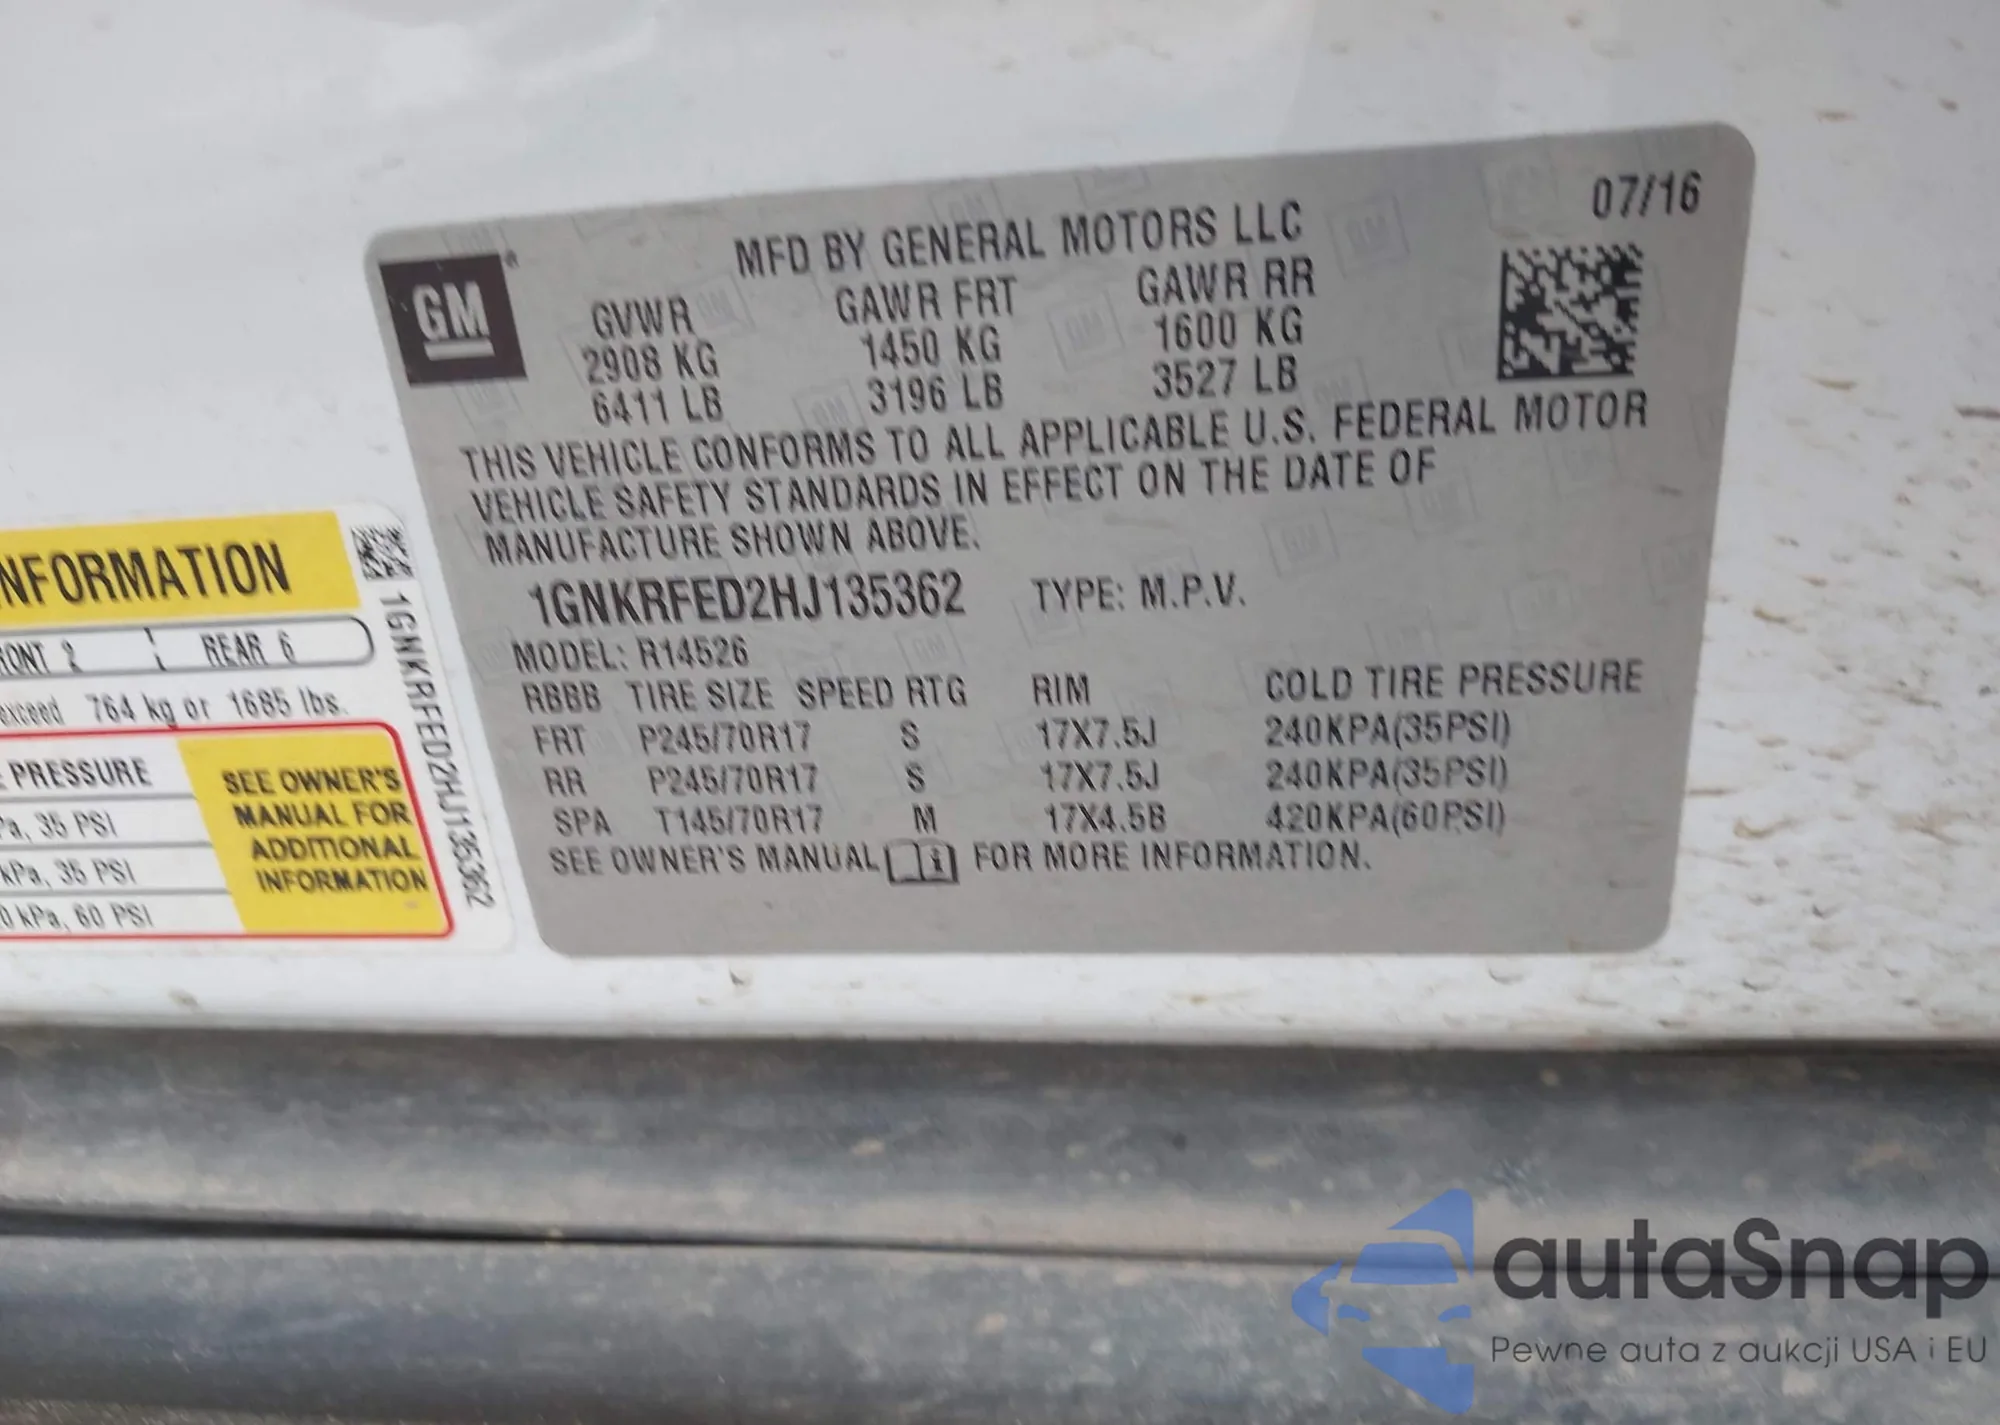 07/16
MFD BY GENERAL MOTORS LLC
GM
GVWR GAWR FRT GAWR RR
2908 KG 1450 KG 1600 KG
6411 LB 3196 LB 3527 LB
THIS VEHICLE CONFORMS TO ALL APPLICABLE U.S. FEDERAL MOTOR
VEHICLE SAFETY STANDARDS IN EFFECT ON THE DATE OF
MANUFACTURE SHOWN ABOVE.
1GNKRFED2HJ135362 TYPE: M.P.V.
MODEL: R14526
RBBB TIRE SIZE SPEED RTG RIM COLD TIRE PRESSURE
FRT P245/70R17 S 17X7.5J 240KPA(35PSI)
RR P245/70R17 S 17X7.5J 240KPA(35PSI)
SPA T145/70R17 M 17X4.5B 420KPA(60PSI)
SEE OWNER'S MANUAL FOR MORE INFORMATION.
NFORMATION
RONT 2 REAR 6
exceed 764 kg or 1685 lbs.
PRESSURE
Pa, 35 PSI
kPa, 35 PSI
0 kPa, 60 PSI
SEE OWNER'S
MANUAL FOR
ADDITIONAL
INFORMATION
1GNKRFED2HJ135362
autaSnap
Pewne auta z aukcji USA i EU